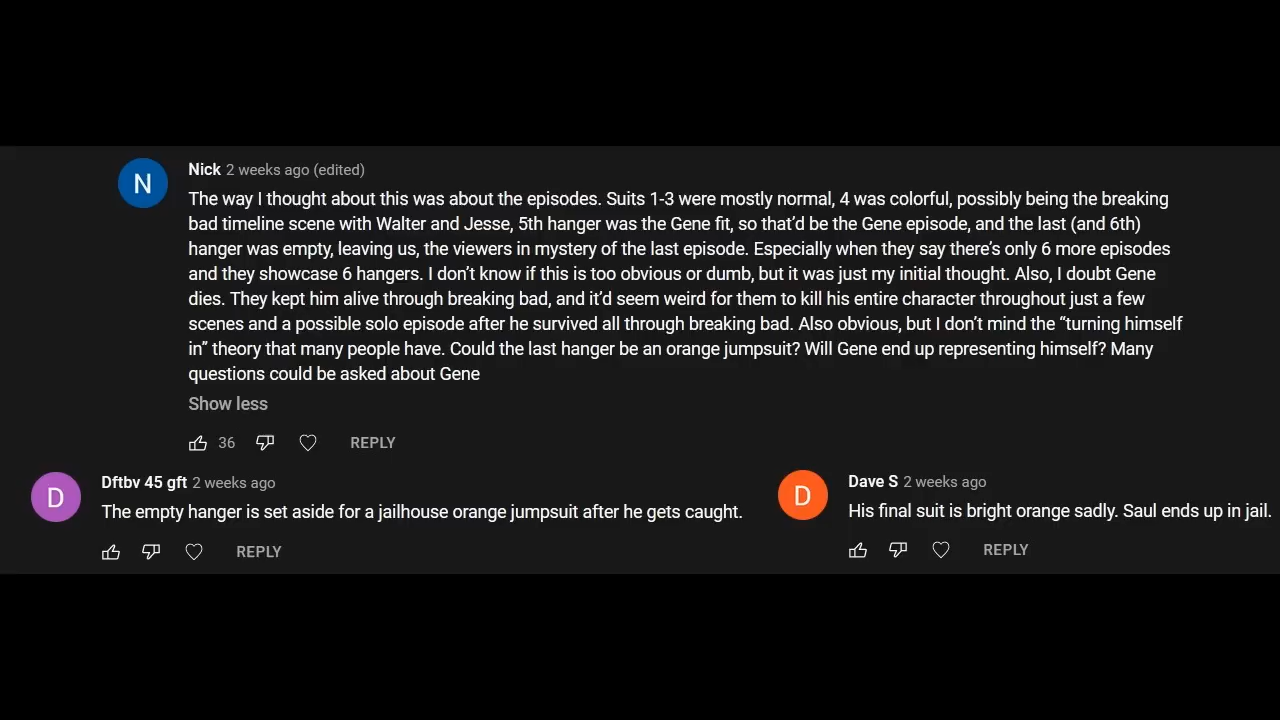 N
Nick 2 weeks ago (edited)
The way I thought about this was about the episodes. Suits 1-3 were mostly normal, 4 was colorful, possibly being the breaking
bad timeline scene with Walter and Jesse, 5th hanger was the Gene fit, so that’d be the Gene episode, and the last (and 6th)
hanger was empty, leaving us, the viewers in mystery of the last episode. Especially when they say there’s only 6 more episodes
and they showcase 6 hangers. I don’t know if this is too obvious or dumb, but it was just my initial thought. Also, I doubt Gene
dies. They kept him alive through breaking bad, and it’d seem weird for them to kill his entire character throughout just a few
scenes and a possible solo episode after he survived all through breaking bad. Also obvious, but I don’t mind the “turning himself
in” theory that many people have. Could the last hanger be an orange jumpsuit? Will Gene end up representing himself? Many
questions could be asked about Gene
Show less
36 REPLY
D
Dftbv 45 gft 2 weeks ago
The empty hanger is set aside for a jailhouse orange jumpsuit after he gets caught.
REPLY
D
Dave S 2 weeks ago
His final suit is bright orange sadly. Saul ends up in jail.
REPLY